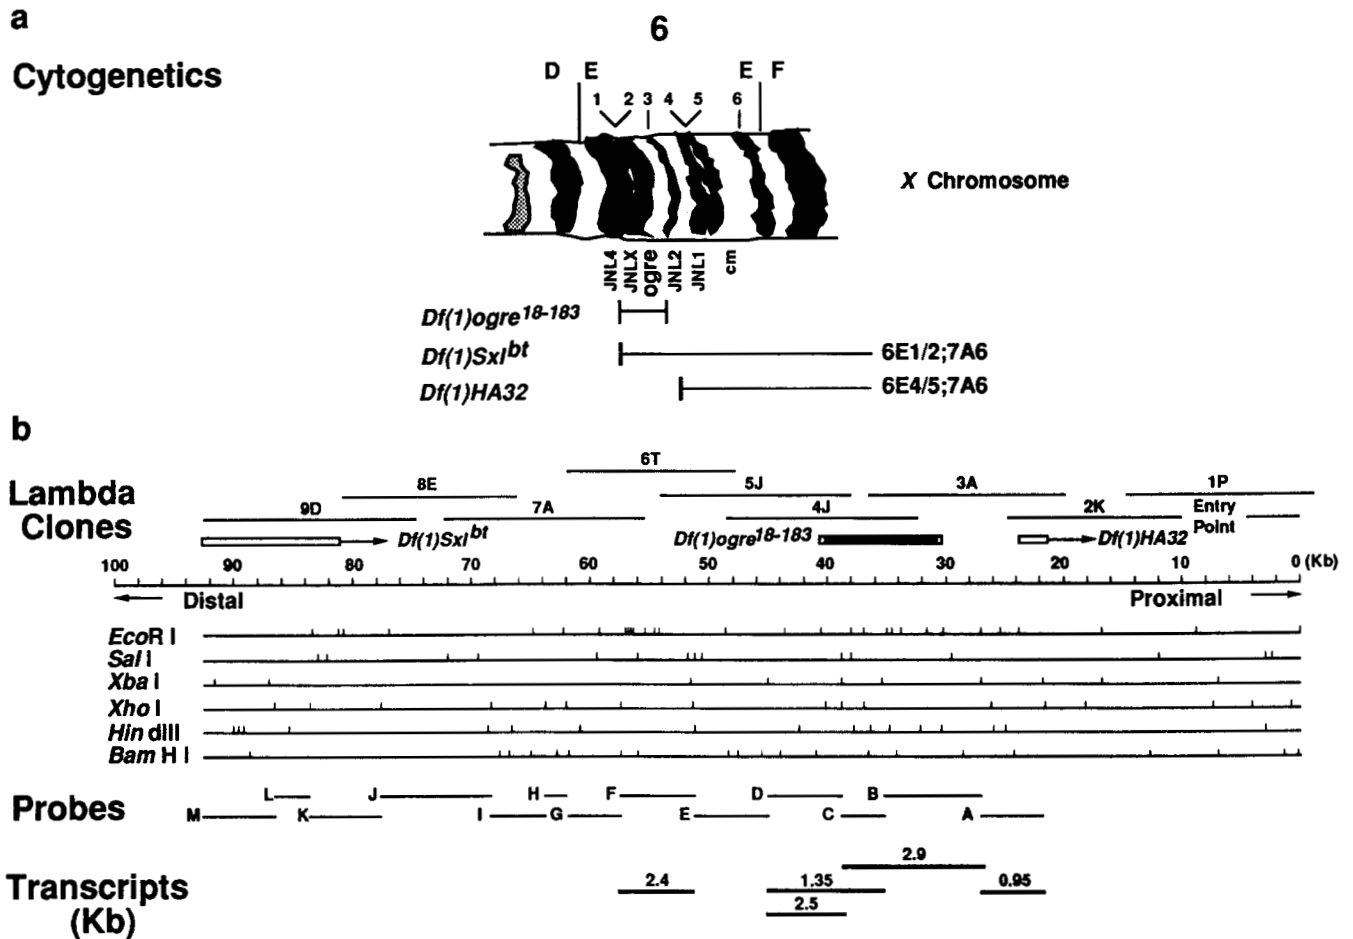 a
6
Cytogenetics
D E E F
1 2 3 4 5 6
X Chromosome
JNL4 JNLX ogre JNL2 JNL1 cm
Df(1)ogre18-183
Df(1)Sxlbt 6E1/2;7A6
Df(1)HA32 6E4/5;7A6
b
Lambda Clones
6T
8E 5J 3A 1P
9D 7A 4J 2K Entry Point
Df(1)Sxlbt Df(1)ogre18-183 Df(1)HA32
100 90 80 70 60 50 40 30 20 10 0 (Kb)
Distal Proximal
EcoR I
Sal I
Xba I
Xho I
Hin dIII
Bam H I
Probes
L J H F D B
M K I G E C A
Transcripts (Kb)
2.9
2.4 1.35 0.95
2.5